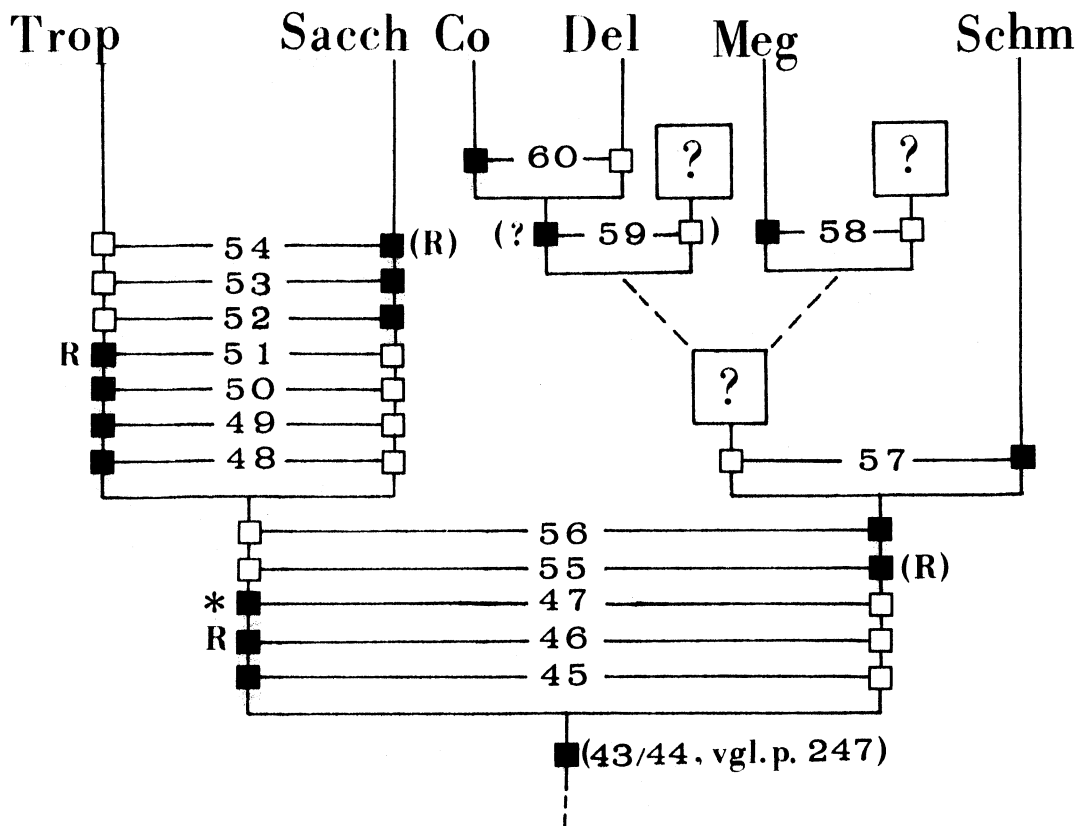 Trop Sacch Co Del Meg Schm
60 ? ?
54 (R) (? 59 ) 58
53
52
R 51
50 ?
49
48 57
56
55 (R)
* 47
R 46
45
(43/44, vgl. p. 247)